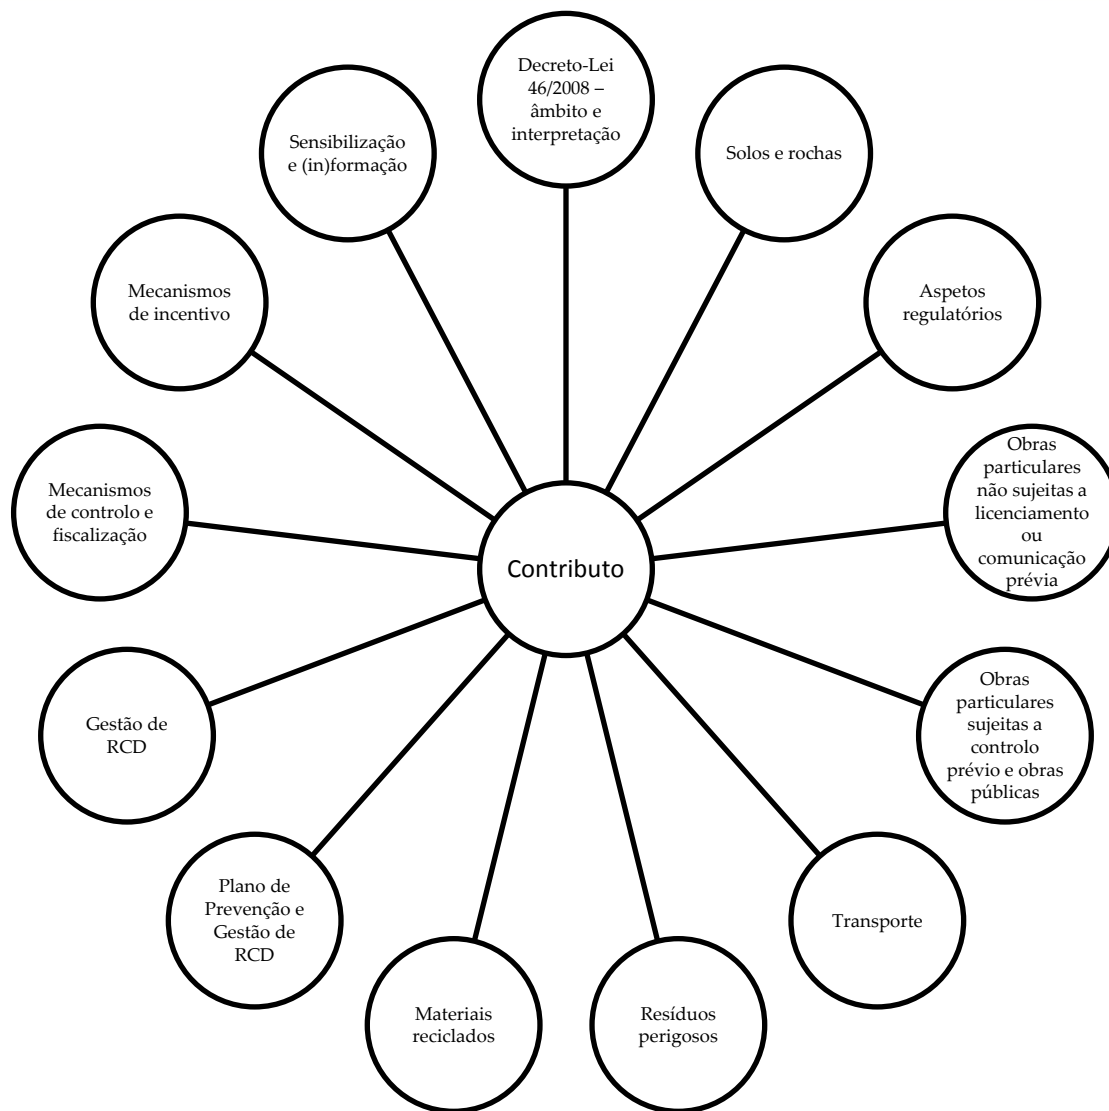 Decreto-Lei
46/2008 –
âmbito e
interpretação
Solos e rochas
Aspetos
regulatórios
Obras
particulares
não sujeitas a
licenciamento
ou
comunicação
prévia
Obras
particulares
sujeitas a
controlo
prévio e obras
públicas
Transporte
Resíduos
perigosos
Materiais
reciclados
Plano de
Prevenção e
Gestão de
RCD
Gestão de
RCD
Mecanismos
de controlo e
fiscalização
Mecanismos
de incentivo
Sensibilização
e (in)formação
Contributo